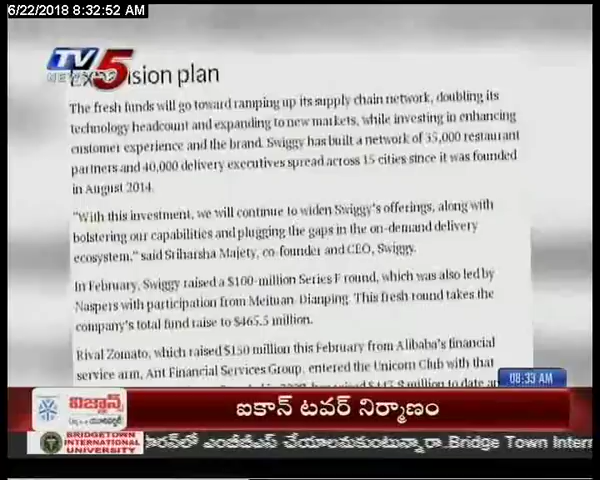 6/22/2018 8:32:52 AM
TV5
NEWS
Expansion plan
The fresh funds will go toward ramping up its supply chain network, doubling its
technology headcount and expanding to new markets, while investing in enhancing
customer experience and the brand. Swiggy has built a network of 35,000 restaurant
partners and 40,000 delivery executives spread across 15 cities since it was founded
in August 2014.
"With this investment, we will continue to widen Swiggy's offerings, along with
bolstering our capabilities and plugging the gaps in the on-demand delivery
ecosystem," said Sriharsha Majety, co-founder and CEO, Swiggy.
In February, Swiggy raised a $100-million Series F round, which was also led by
Naspers with participation from Meituan-Dianping. This fresh round takes the
company's total fund raise to $465.5 million.
Rival Zomato, which raised $150 million this February from Alibaba's financial
service arm, Ant Financial Services Group, entered the Unicorn Club with that
million to date an
08:33 AM
విజ్ఞాన్స్
ఐకాన్ టవర్ నిర్మాణం
BRIDGETOWN
INTERNATIONAL
UNIVERSITY
లో ఎంబీబీఎస్ చేయాలనుకుంటున్నారా..Bridge Town Intern